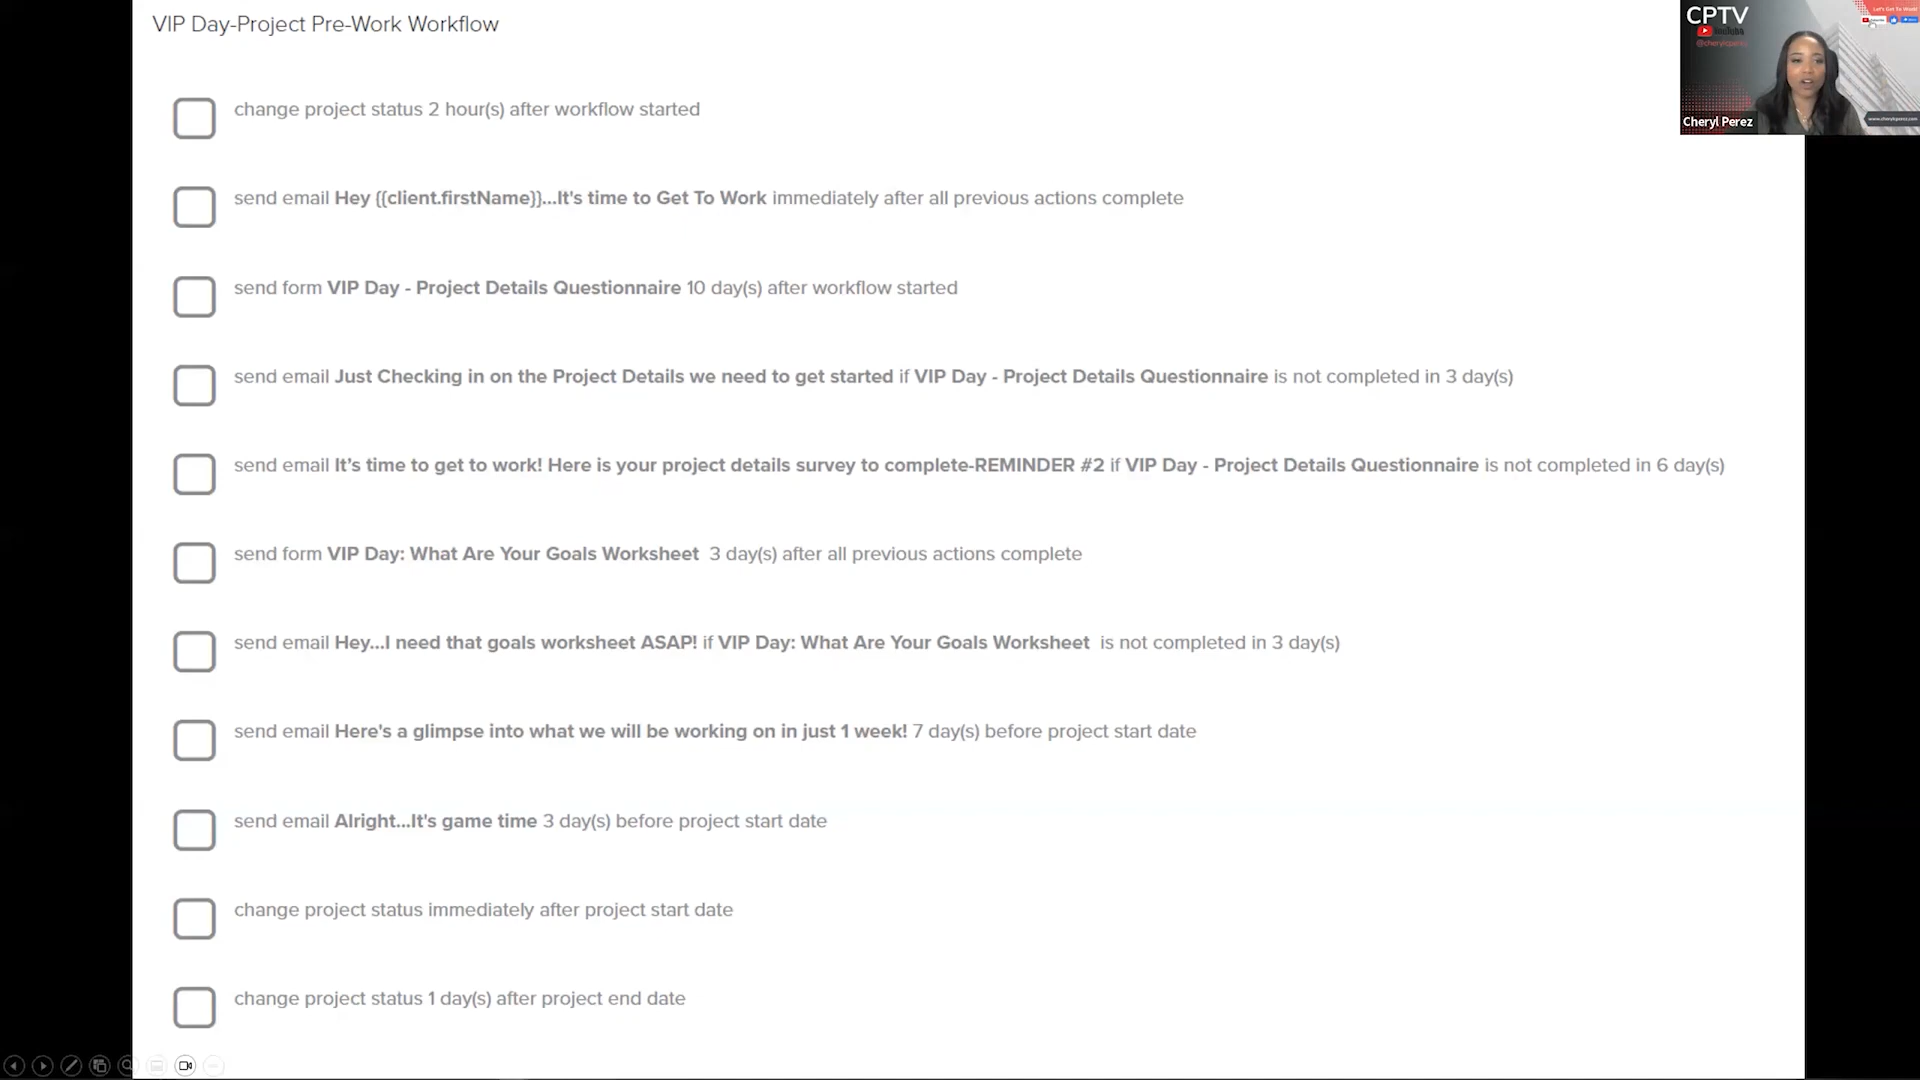 VIP Day-Project Pre-Work Workflow
change project status 2 hour(s) after workflow started
send email Hey {{client.firstName}}...It's time to Get To Work immediately after all previous actions complete
send form VIP Day - Project Details Questionnaire 10 day(s) after workflow started
send email Just Checking in on the Project Details we need to get started if VIP Day - Project Details Questionnaire is not completed in 3 day(s)
send email It’s time to get to work! Here is your project details survey to complete-REMINDER #2 if VIP Day - Project Details Questionnaire is not completed in 6 day(s)
send form VIP Day: What Are Your Goals Worksheet 3 day(s) after all previous actions complete
send email Hey...I need that goals worksheet ASAP! if VIP Day: What Are Your Goals Worksheet is not completed in 3 day(s)
send email Here's a glimpse into what we will be working on in just 1 week! 7 day(s) before project start date
send email Alright...It's game time 3 day(s) before project start date
change project status immediately after project start date
change project status 1 day(s) after project end date
CPTV
YouTube
Let's Get To Work!
Cheryl Perez